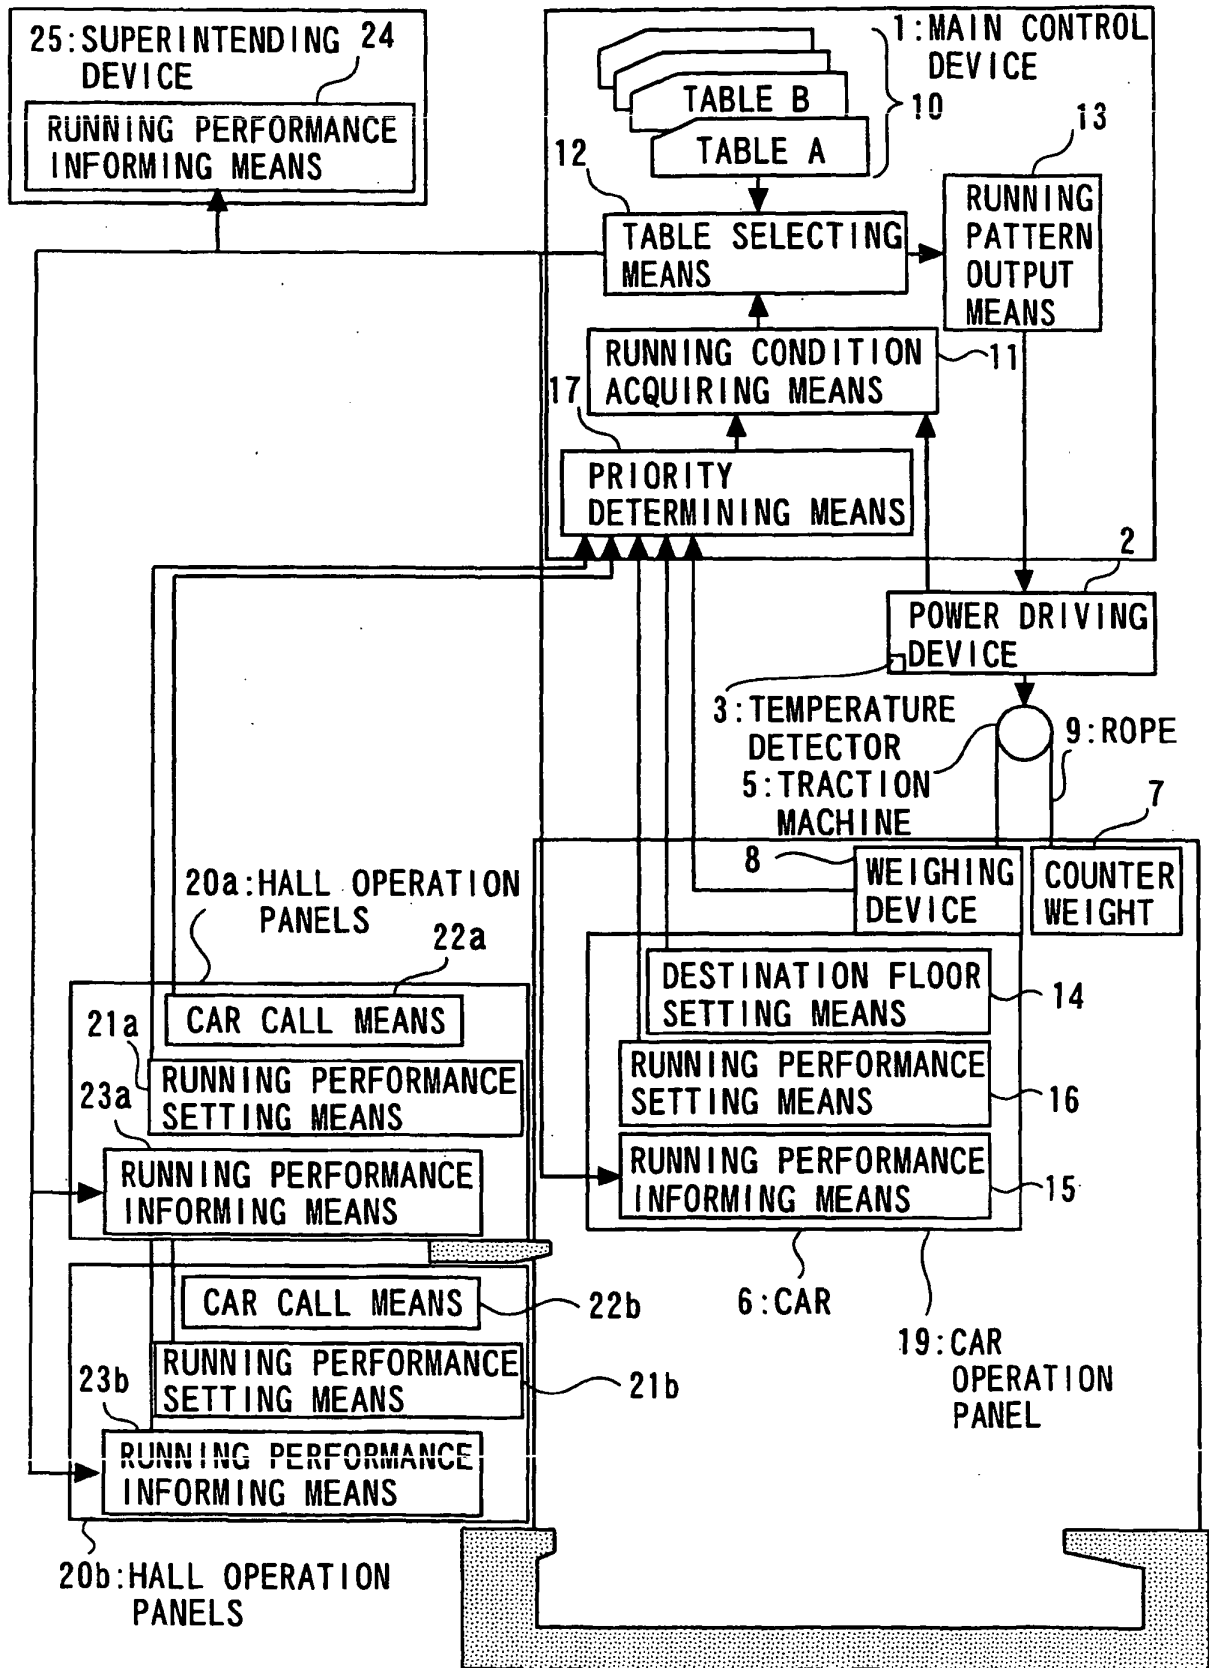 25:SUPERINTENDING
DEVICE
24
RUNNING PERFORMANCE
INFORMING MEANS
1:MAIN CONTROL
DEVICE
10
TABLE B
TABLE A
13
12
TABLE SELECTING
MEANS
RUNNING
PATTERN
OUTPUT
MEANS
RUNNING CONDITION
ACQUIRING MEANS
11
17
PRIORITY
DETERMINING MEANS
2
POWER DRIVING
DEVICE
3:TEMPERATURE
DETECTOR
9:ROPE
5:TRACTION
MACHINE
7
8
WEIGHING
DEVICE
COUNTER
WEIGHT
20a:HALL OPERATION
PANELS
22a
CAR CALL MEANS
21a
RUNNING PERFORMANCE
SETTING MEANS
23a
RUNNING PERFORMANCE
INFORMING MEANS
DESTINATION FLOOR
SETTING MEANS
14
RUNNING PERFORMANCE
SETTING MEANS
16
RUNNING PERFORMANCE
INFORMING MEANS
15
6:CAR
19:CAR
OPERATION
PANEL
CAR CALL MEANS
22b
RUNNING PERFORMANCE
SETTING MEANS
21b
23b
RUNNING PERFORMANCE
INFORMING MEANS
20b:HALL OPERATION
PANELS